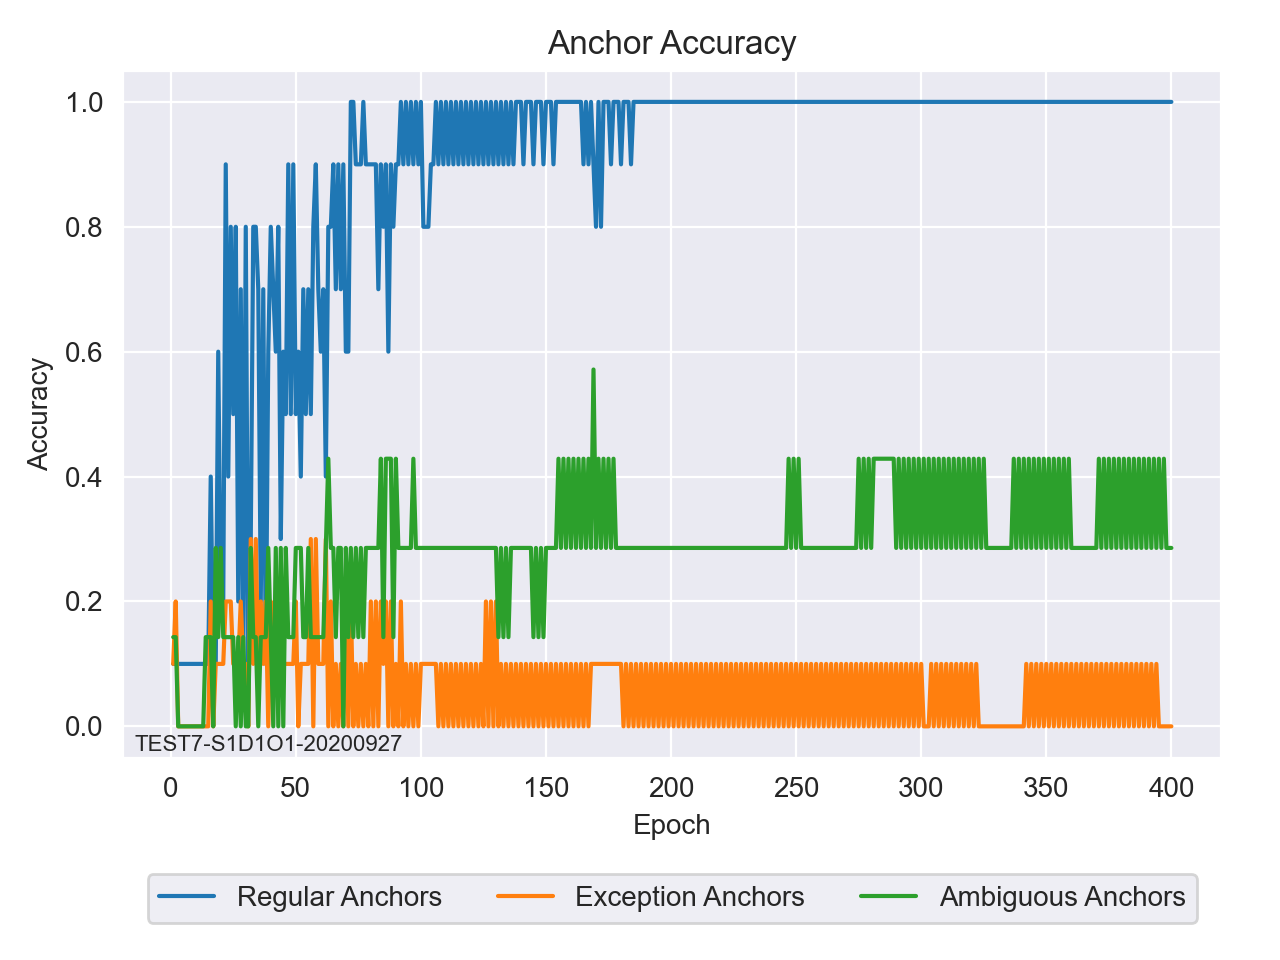 Anchor Accuracy
1.0
0.8
0.6
0.4
0.2
0.0
Accuracy
TEST7-S1D1O1-20200927
0 50 100 150 200 250 300 350 400
Epoch
Regular Anchors Exception Anchors Ambiguous Anchors